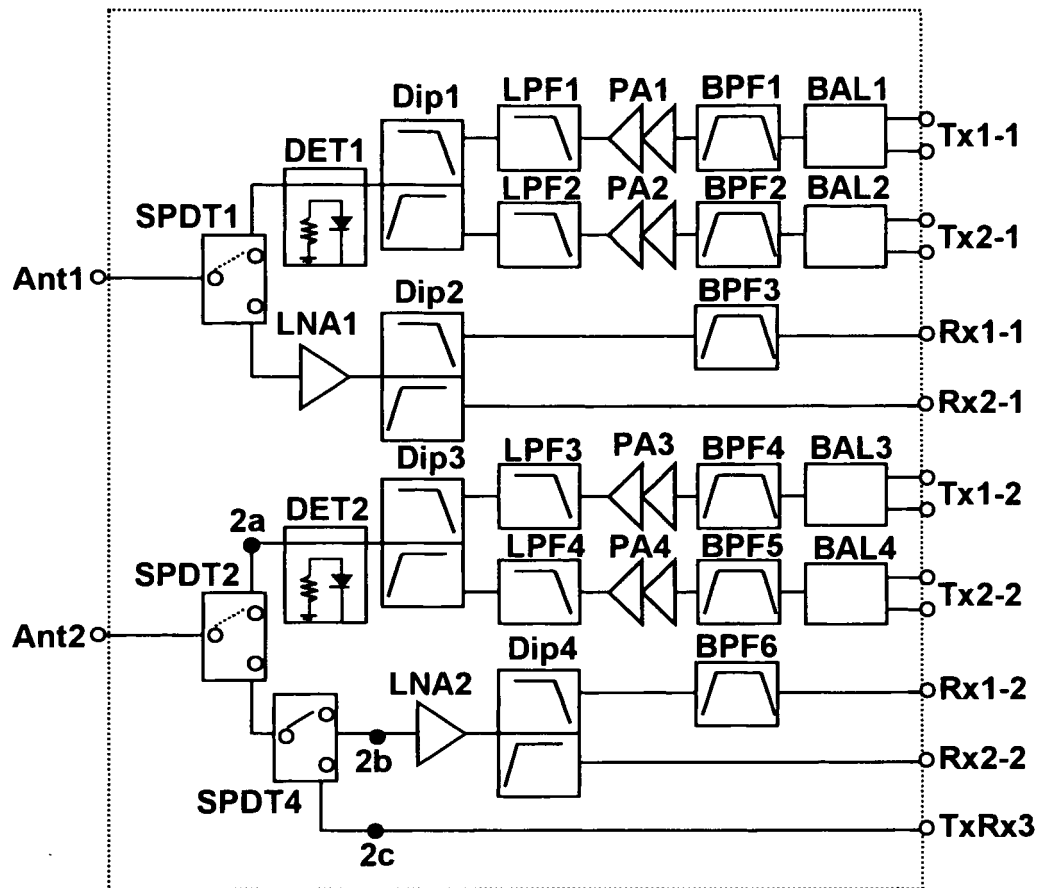 LPF1 PA1 BPF1 BAL1
Dip1
Tx1-1
DET1
LPF2 PA2 BPF2 BAL2
SPDT1
Tx2-1
Ant1
Dip2 BPF3
LNA1
Rx1-1
Rx2-1
Dip3 LPF3 PA3 BPF4 BAL3
Tx1-2
DET2
2a
LPF4 PA4 BPF5 BAL4
SPDT2
Tx2-2
Ant2
Dip4 BPF6
LNA2
Rx1-2
2b
Rx2-2
SPDT4
TxRx3
2c